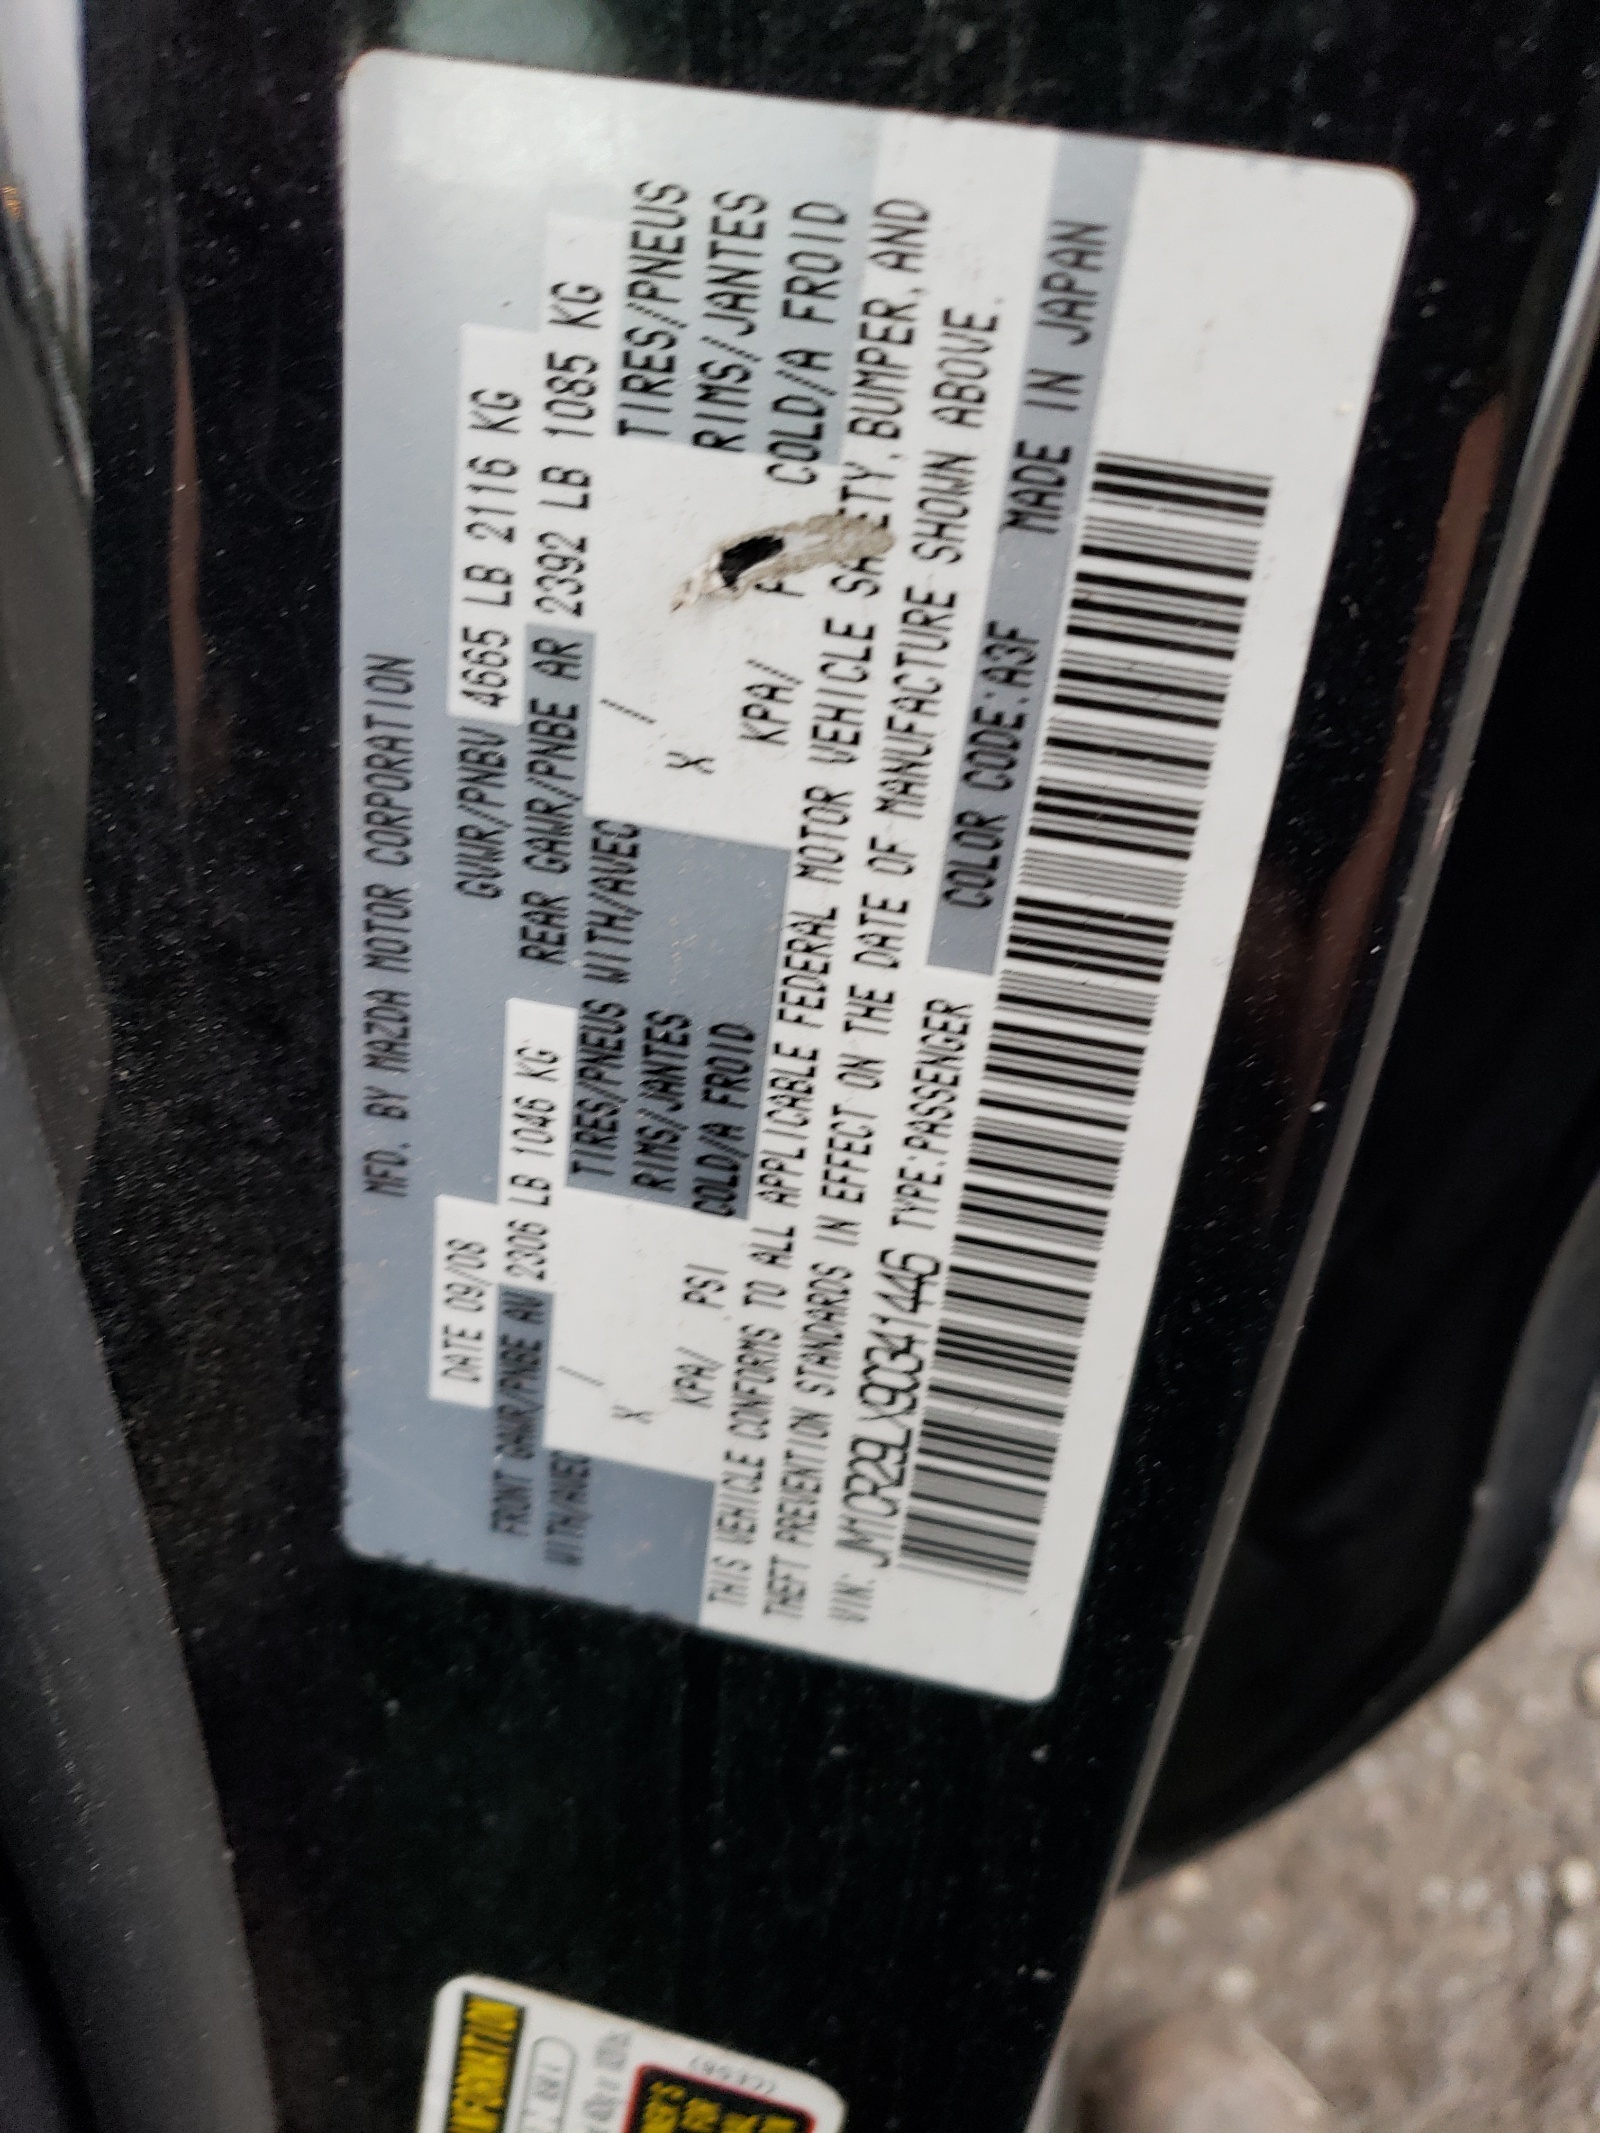 MFD. BY MAZDA MOTOR CORPORATION
DATE 09/08 GVWR/PNBV 4665 LB 2116 KG
FRONT GAWR/PNBE AV 2306 LB 1046 KG REAR GAWR/PNBE AR 2392 LB 1085 KG
WITH/AVEC / TIRES/PNEUS WITH/AVEC / TIRES/PNEUS
X RIMS/JANTES X RIMS/JANTES
KPA/ PSI COLD/A FROID KPA/ COLD/A FROID
THIS VEHICLE CONFORMS TO ALL APPLICABLE FEDERAL MOTOR VEHICLE SAFETY, BUMPER, AND
THEFT PREVENTION STANDARDS IN EFFECT ON THE DATE OF MANUFACTURE SHOWN ABOVE.
VIN: JM1CR29LX90341446 TYPE:PASSENGER COLOR CODE:A3F MADE IN JAPAN